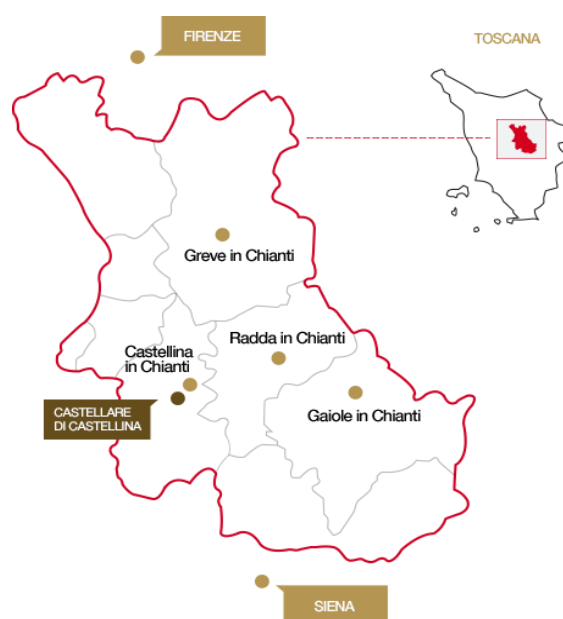 FIRENZE
TOSCANA
Greve in Chianti
Radda in Chianti
Castellina
in Chianti
CASTELLARE
DI CASTELLINA
Gaiole in Chianti
SIENA